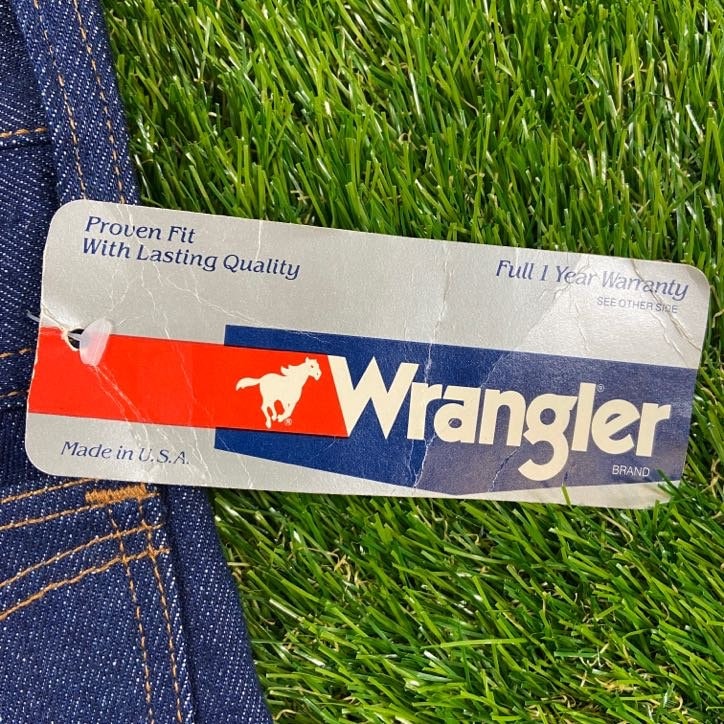 Proven Fit
With Lasting Quality
Full 1 Year Warranty
SEE OTHER SIDE
®
Wrangler®
BRAND
Made in U.S.A.